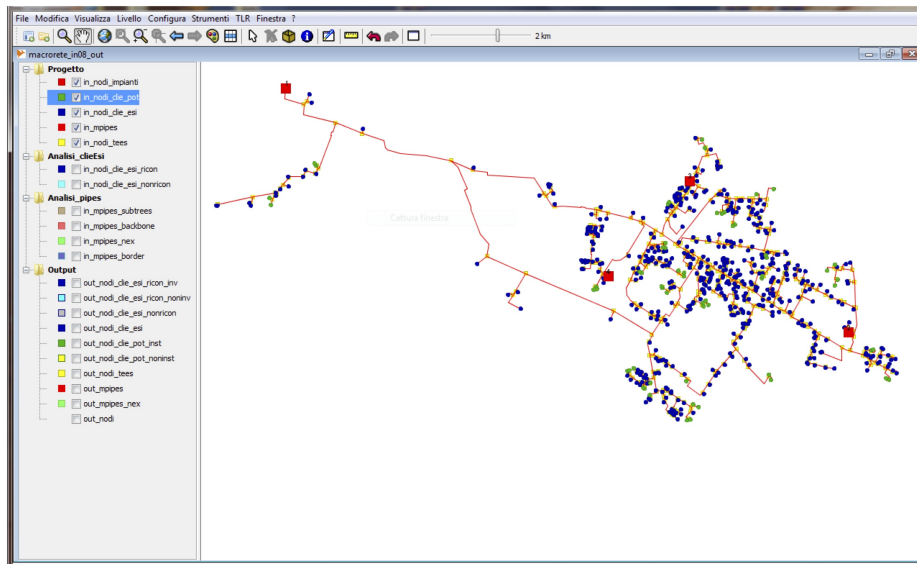 File Modifica Visualizza Livello Configura Strumenti TLR Finestra ?
2 km
macrorete_in08_out
Progetto
in_nodi_impianti
in_nodi_clie_pot
in_nodi_clie_esi
in_mpipes
in_nodi_tees
Analisi_clieEsi
in_nodi_clie_esi_ricon
in_nodi_clie_esi_nonricon
Analisi_pipes
in_mpipes_subtrees
in_mpipes_backbone
in_mpipes_nex
in_mpipes_border
Output
out_nodi_clie_esi_ricon_inv
out_nodi_clie_esi_ricon_noninv
out_nodi_clie_esi_nonricon
out_nodi_clie_esi
out_nodi_clie_pot_inst
out_nodi_clie_pot_noninst
out_nodi_tees
out_mpipes
out_mpipes_nex
out_nodi
Cattura finestra